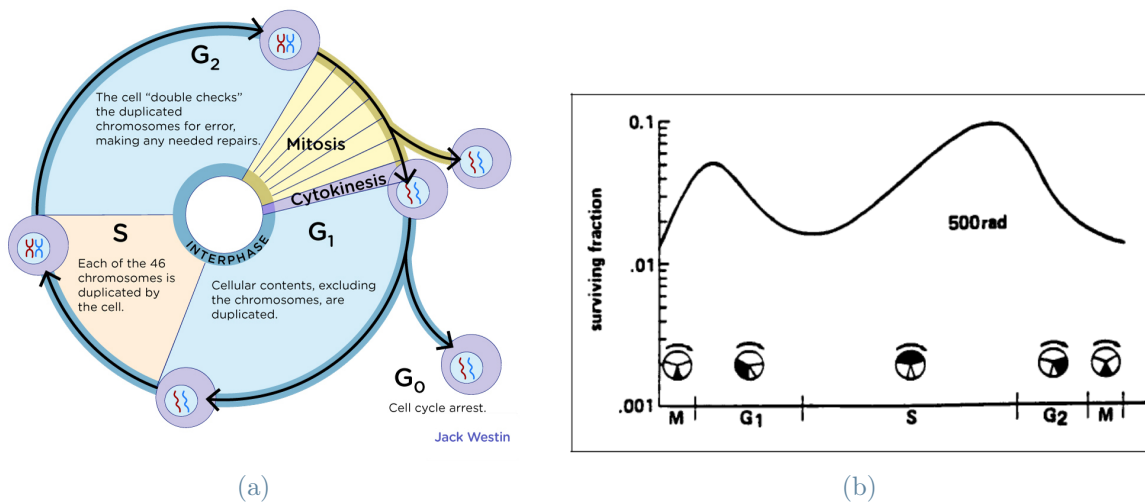 G2
The cell “double checks”
the duplicated
chromosomes for error,
making any needed repairs.
Mitosis
Cytokinesis
S
Each of the 46
chromosomes is
duplicated by
the cell.
INTERPHASE
G1
Cellular contents, excluding
the chromosomes, are
duplicated.
G0
Cell cycle arrest.
Jack Westin
(a)
surviving fraction
0.1
.01
.001
500 rad
M G1 S G2 M
(b)